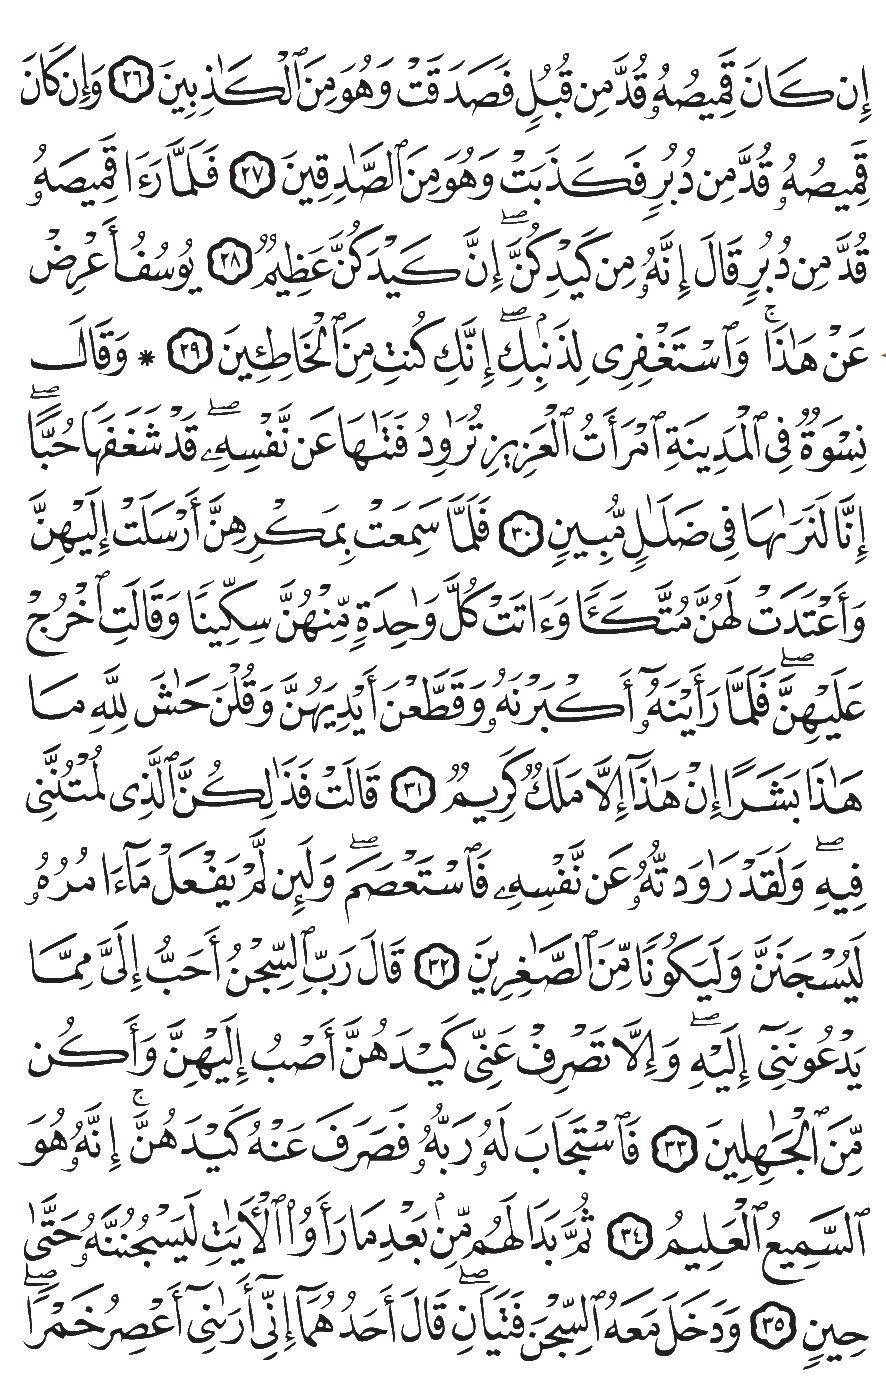 إِن كَانَ قَمِيصُهُۥ قُدَّ مِن قُبُلٍ فَصَدَقَتْ وَهُوَ مِنَ ٱلْكَٰذِبِينَ ٢٦ وَإِن كَانَ
قَمِيصُهُۥ قُدَّ مِن دُبُرٍ فَكَذَبَتْ وَهُوَ مِنَ ٱلصَّٰدِقِينَ ٢٧ فَلَمَّا رَءَا قَمِيصَهُۥ
قُدَّ مِن دُبُرٍ قَالَ إِنَّهُۥ مِن كَيْدِكُنَّۖ إِنَّ كَيْدَكُنَّ عَظِيمٌ ٢٨ يُوسُفُ أَعْرِضْ
عَنْ هَٰذَاۚ وَٱسْتَغْفِرِى لِذَنۢبِكِۖ إِنَّكِ كُنتِ مِنَ ٱلْخَاطِـِٔينَ ٢٩ * وَقَالَ
نِسْوَةٌ فِى ٱلْمَدِينَةِ ٱمْرَأَتُ ٱلْعَزِيزِ تُرَٰوِدُ فَتَىٰهَا عَن نَّفْسِهِۦۖ قَدْ شَغَفَهَا حُبًّاۖ
إِنَّا لَنَرَىٰهَا فِى ضَلَٰلٍ مُّبِينٍ ٣٠ فَلَمَّا سَمِعَتْ بِمَكْرِهِنَّ أَرْسَلَتْ إِلَيْهِنَّ
وَأَعْتَدَتْ لَهُنَّ مُتَّكَـًٔا وَءَاتَتْ كُلَّ وَٰحِدَةٍ مِّنْهُنَّ سِكِّينًا وَقَالَتِ ٱخْرُجْ
عَلَيْهِنَّۖ فَلَمَّا رَأَيْنَهُۥٓ أَكْبَرْنَهُۥ وَقَطَّعْنَ أَيْدِيَهُنَّ وَقُلْنَ حَٰشَ لِلَّهِ مَا
هَٰذَا بَشَرًا إِنْ هَٰذَآ إِلَّا مَلَكٌ كَرِيمٌ ٣١ قَالَتْ فَذَٰلِكُنَّ ٱلَّذِى لُمْتُنَّنِى
فِيهِۖ وَلَقَدْ رَٰوَدتُّهُۥ عَن نَّفْسِهِۦ فَٱسْتَعْصَمَۖ وَلَئِن لَّمْ يَفْعَلْ مَآ ءَامُرُهُۥ
لَيُسْجَنَنَّ وَلَيَكُونًا مِّنَ ٱلصَّٰغِرِينَ ٣٢ قَالَ رَبِّ ٱلسِّجْنُ أَحَبُّ إِلَىَّ مِمَّا
يَدْعُونَنِىٓ إِلَيْهِۖ وَإِلَّا تَصْرِفْ عَنِّى كَيْدَهُنَّ أَصْبُ إِلَيْهِنَّ وَأَكُن
مِّنَ ٱلْجَٰهِلِينَ ٣٣ فَٱسْتَجَابَ لَهُۥ رَبُّهُۥ فَصَرَفَ عَنْهُ كَيْدَهُنَّۚ إِنَّهُۥ هُوَ
ٱلسَّمِيعُ ٱلْعَلِيمُ ٣٤ ثُمَّ بَدَا لَهُم مِّنۢ بَعْدِ مَا رَأَوُا۟ ٱلْءَايَٰتِ لَيَسْجُنُنَّهُۥ حَتَّىٰ
حِينٍ ٣٥ وَدَخَلَ مَعَهُ ٱلسِّجْنَ فَتَيَانِۖ قَالَ أَحَدُهُمَآ إِنِّىٓ أَرَىٰنِىٓ أَعْصِرُ خَمْرًاۖ